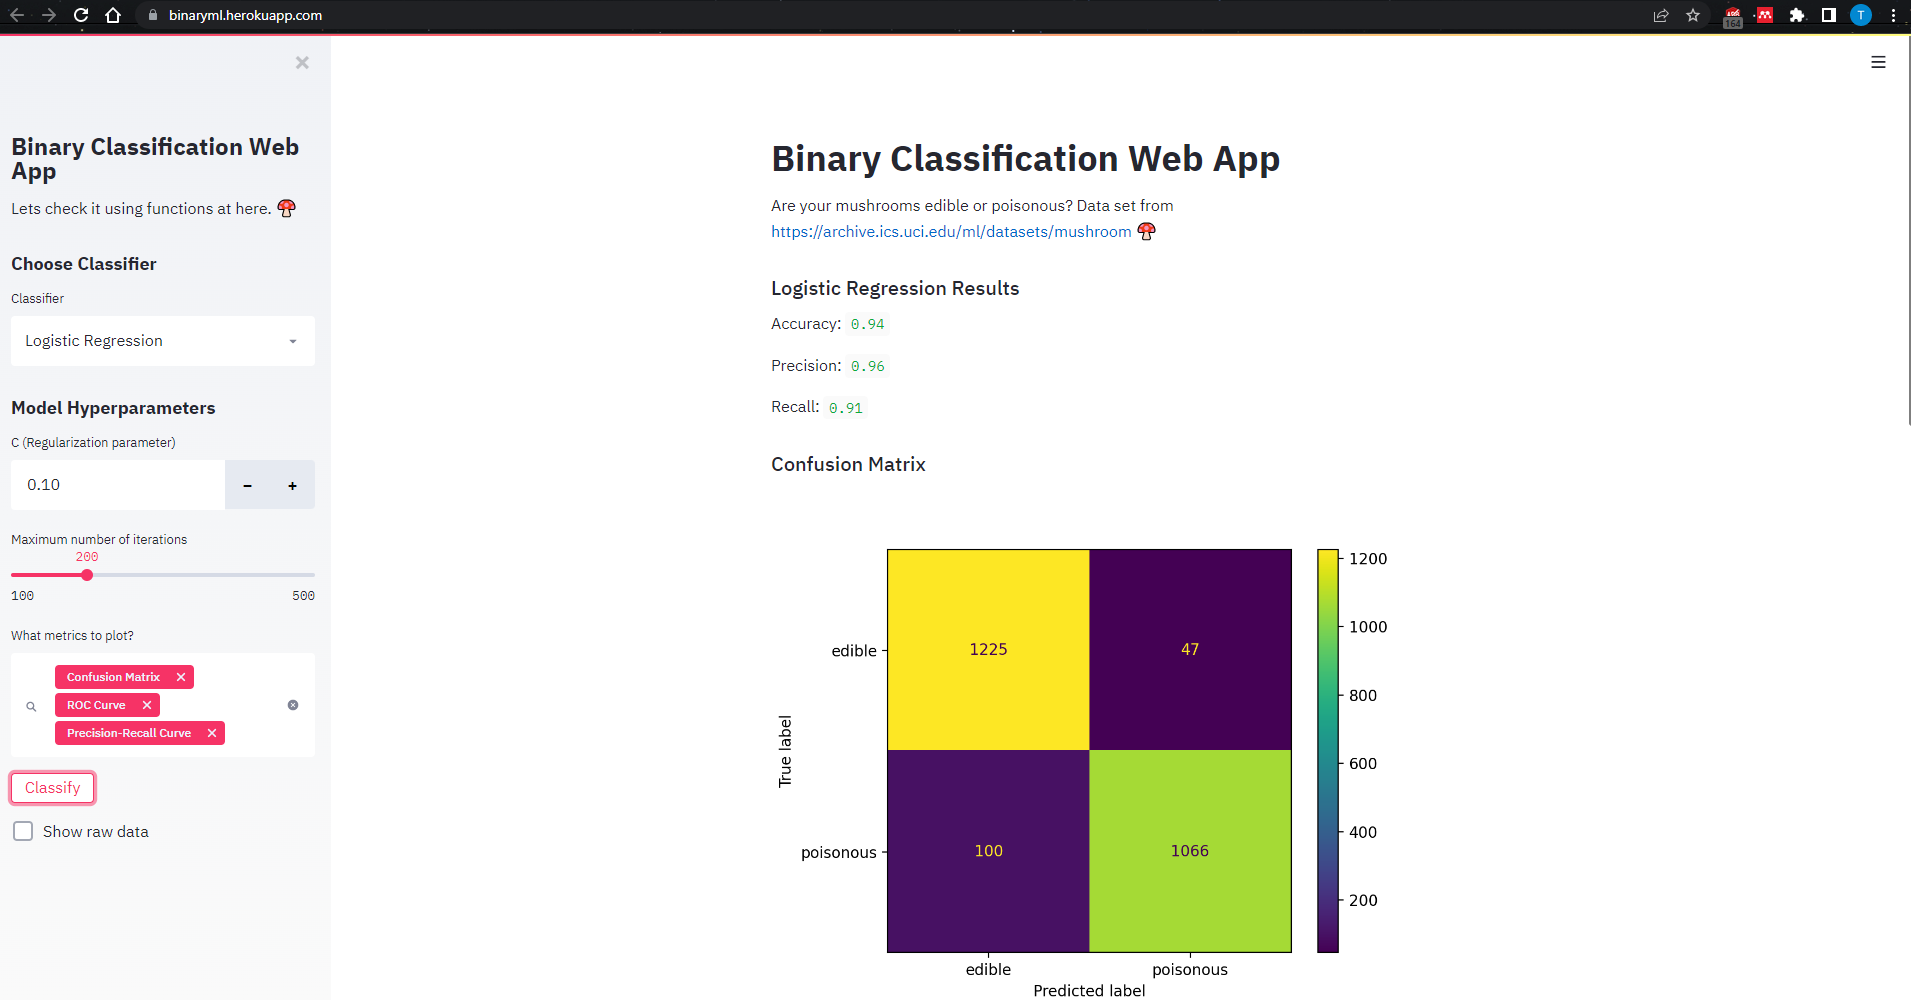 binaryml.herokuapp.com
164
T
Binary Classification Web
App
Lets check it using functions at here.
Choose Classifier
Classifier
Logistic Regression
Model Hyperparameters
C (Regularization parameter)
0.10
Maximum number of iterations
200
100 500
What metrics to plot?
Confusion Matrix
ROC Curve
Precision-Recall Curve
Classify
Show raw data
Binary Classification Web App
Are your mushrooms edible or poisonous? Data set from
https://archive.ics.uci.edu/ml/datasets/mushroom
Logistic Regression Results
Accuracy: 0.94
Precision: 0.96
Recall: 0.91
Confusion Matrix
True label
edible
1225 47
poisonous
100 1066
edible poisonous
Predicted label
1200
1000
800
600
400
200